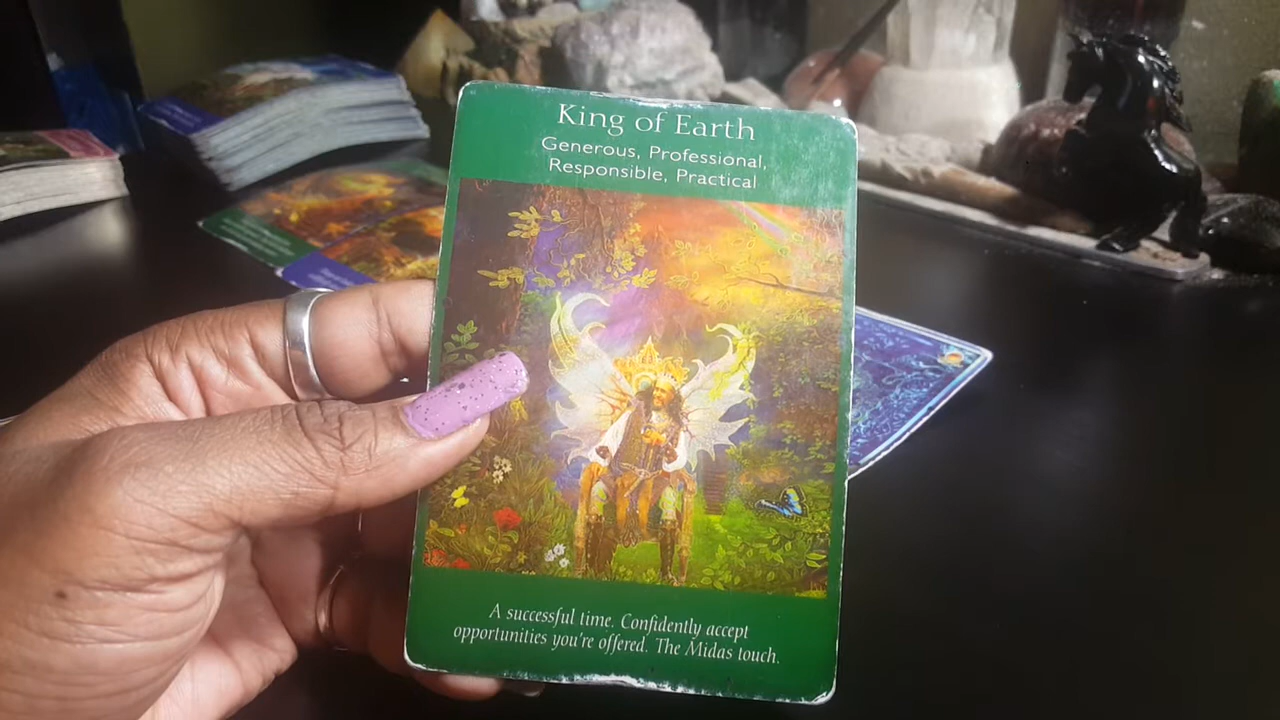 King of Earth
Generous, Professional,
Responsible, Practical
A successful time. Confidently accept
opportunities you're offered. The Midas touch.